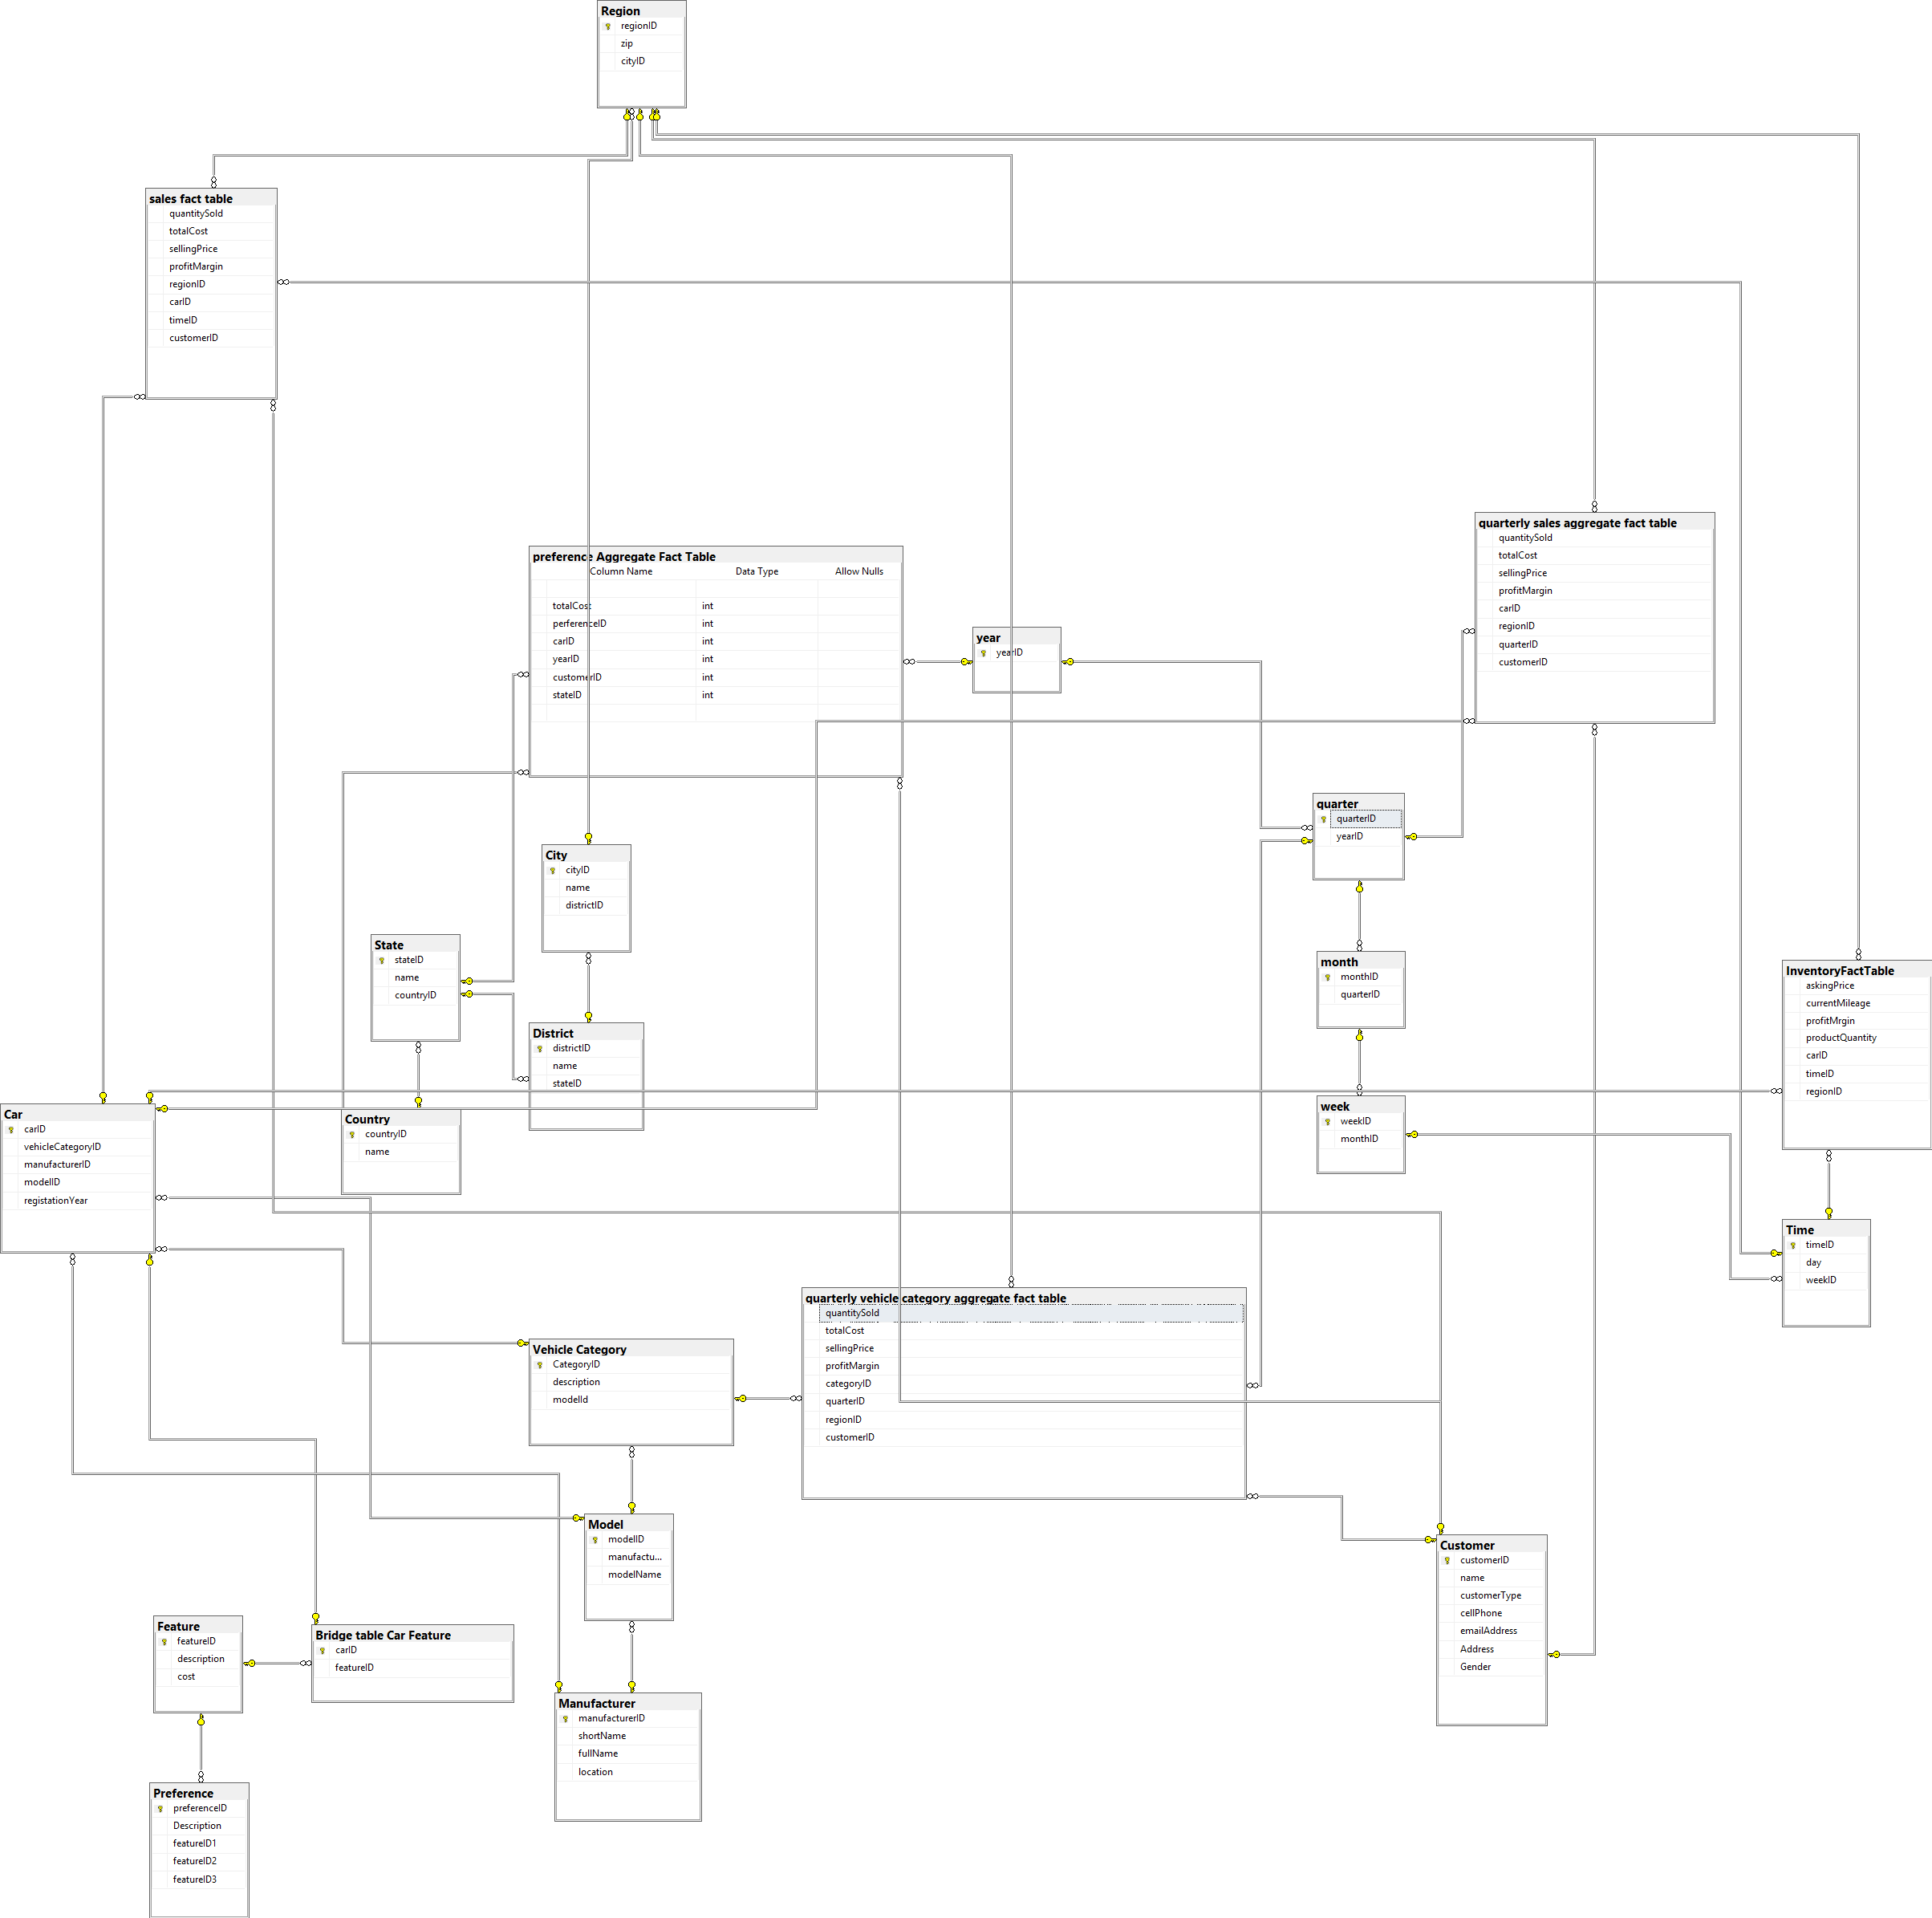 Region
regionID
zip
cityID
sales fact table
quantitySold
totalCost
sellingPrice
profitMargin
regionID
carID
timeID
customerID
quarterly sales aggregate fact table
quantitySold
totalCost
sellingPrice
profitMargin
carID
regionID
quarterID
customerID
preference Aggregate Fact Table
Column Name Data Type Allow Nulls
totalCost int
perferenceID int
carID int
yearID int
customerID int
stateID int
year
yearID
quarter
quarterID
yearID
City
cityID
name
districtID
State
stateID
name
countryID
month
monthID
quarterID
InventoryFactTable
askingPrice
currentMileage
profitMrgin
productQuantity
carID
timeID
regionID
District
districtID
name
stateID
Car
carID
vehicleCategoryID
manufacturerID
modelID
registationYear
Country
countryID
name
week
weekID
monthID
Time
timeID
day
weekID
quarterly vehicle category aggregate fact table
quantitySold
totalCost
sellingPrice
profitMargin
categoryID
quarterID
regionID
customerID
Vehicle Category
CategoryID
description
modelId
Model
modelID
manufactu...
modelName
Customer
customerID
name
customerType
cellPhone
emailAddress
Address
Gender
Feature
featureID
description
cost
Bridge table Car Feature
carID
featureID
Manufacturer
manufacturerID
shortName
fullName
location
Preference
preferenceID
Description
featureID1
featureID2
featureID3